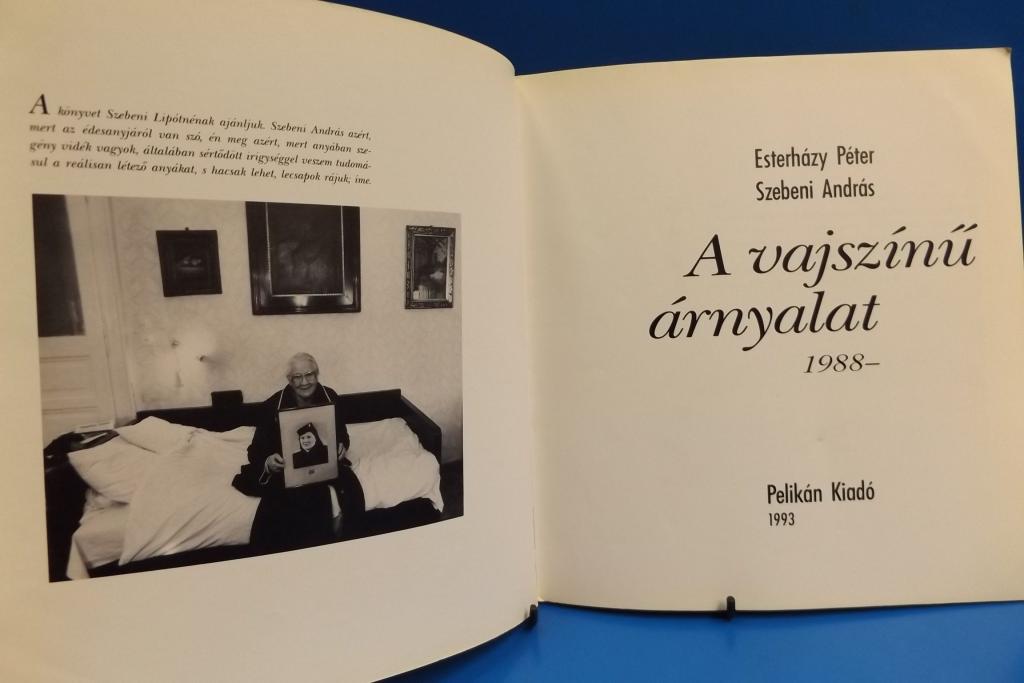 A könyvet Szebeni Lipótnénak ajánljuk. Szebeni András azért,
mert az édesanyjáról van szó, én meg azért, mert anyában sze-
gény vidék vagyok, általában sértődött irigységgel veszem tudomá-
sul a reálisan létező anyákat, s hacsak lehet, lecsapok rájuk; íme.
Esterházy Péter
Szebeni András
A vajszínű
árnyalat
1988–
Pelikán Kiadó
1993